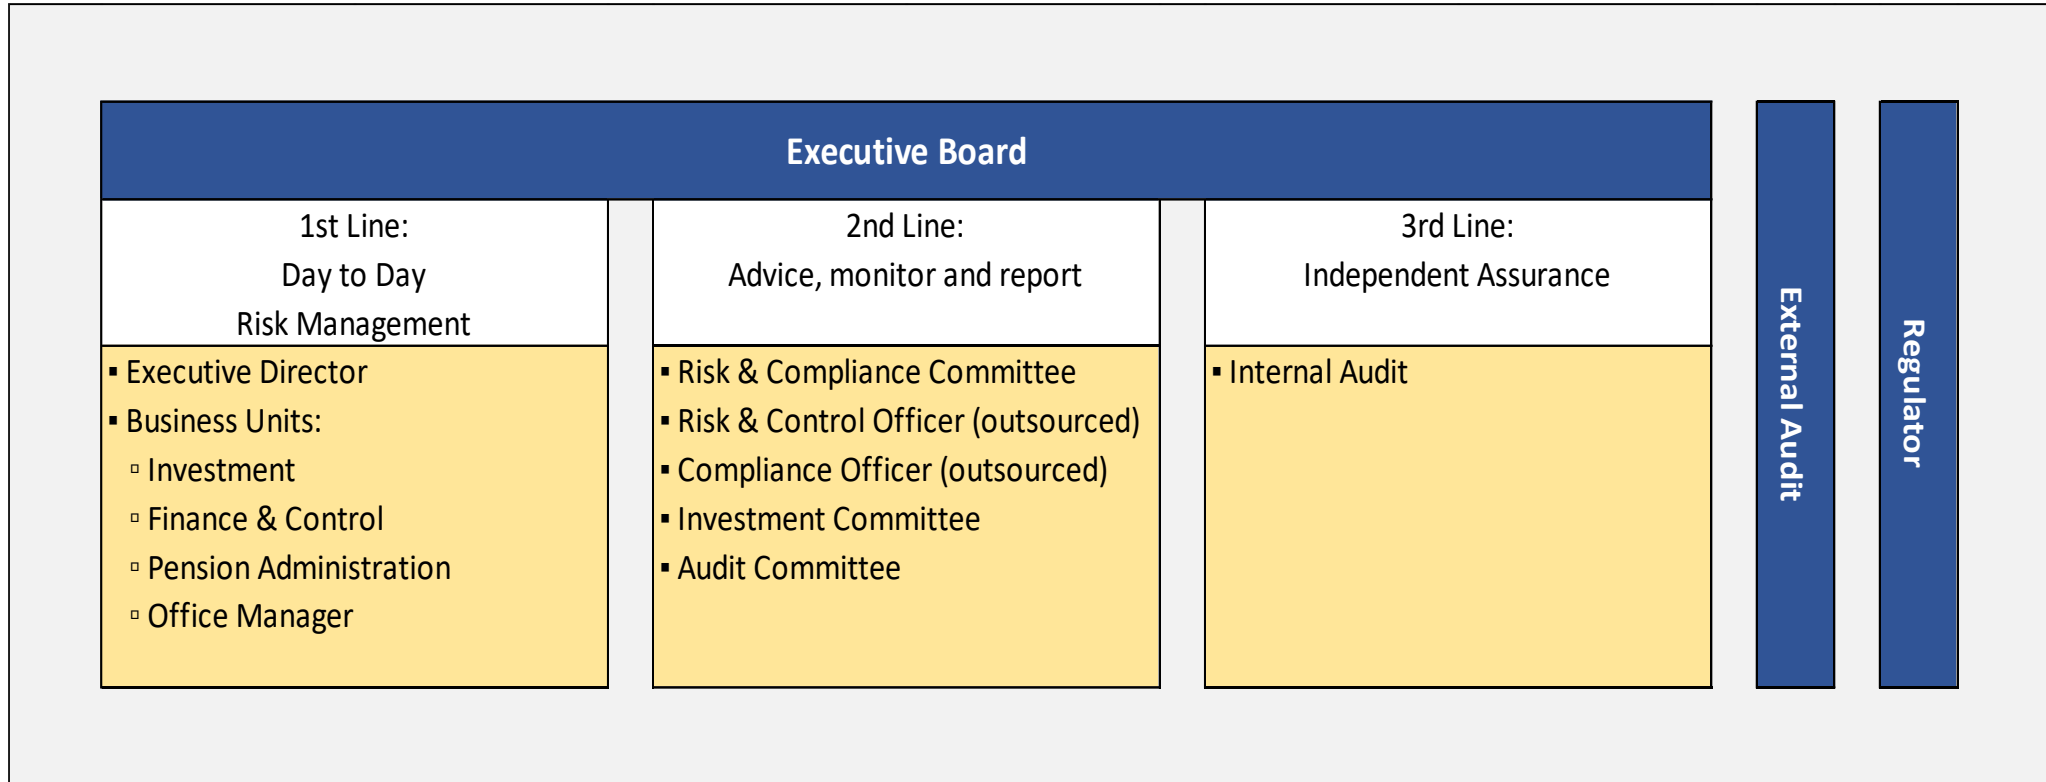 Executive Board
1st Line:
Day to Day
Risk Management
▪ Executive Director
▪ Business Units:
▫ Investment
▫ Finance & Control
▫ Pension Administration
▫ Office Manager
2nd Line:
Advice, monitor and report
▪ Risk & Compliance Committee
▪ Risk & Control Officer (outsourced)
▪ Compliance Officer (outsourced)
▪ Investment Committee
▪ Audit Committee
3rd Line:
Independent Assurance
▪ Internal Audit
External Audit
Regulator